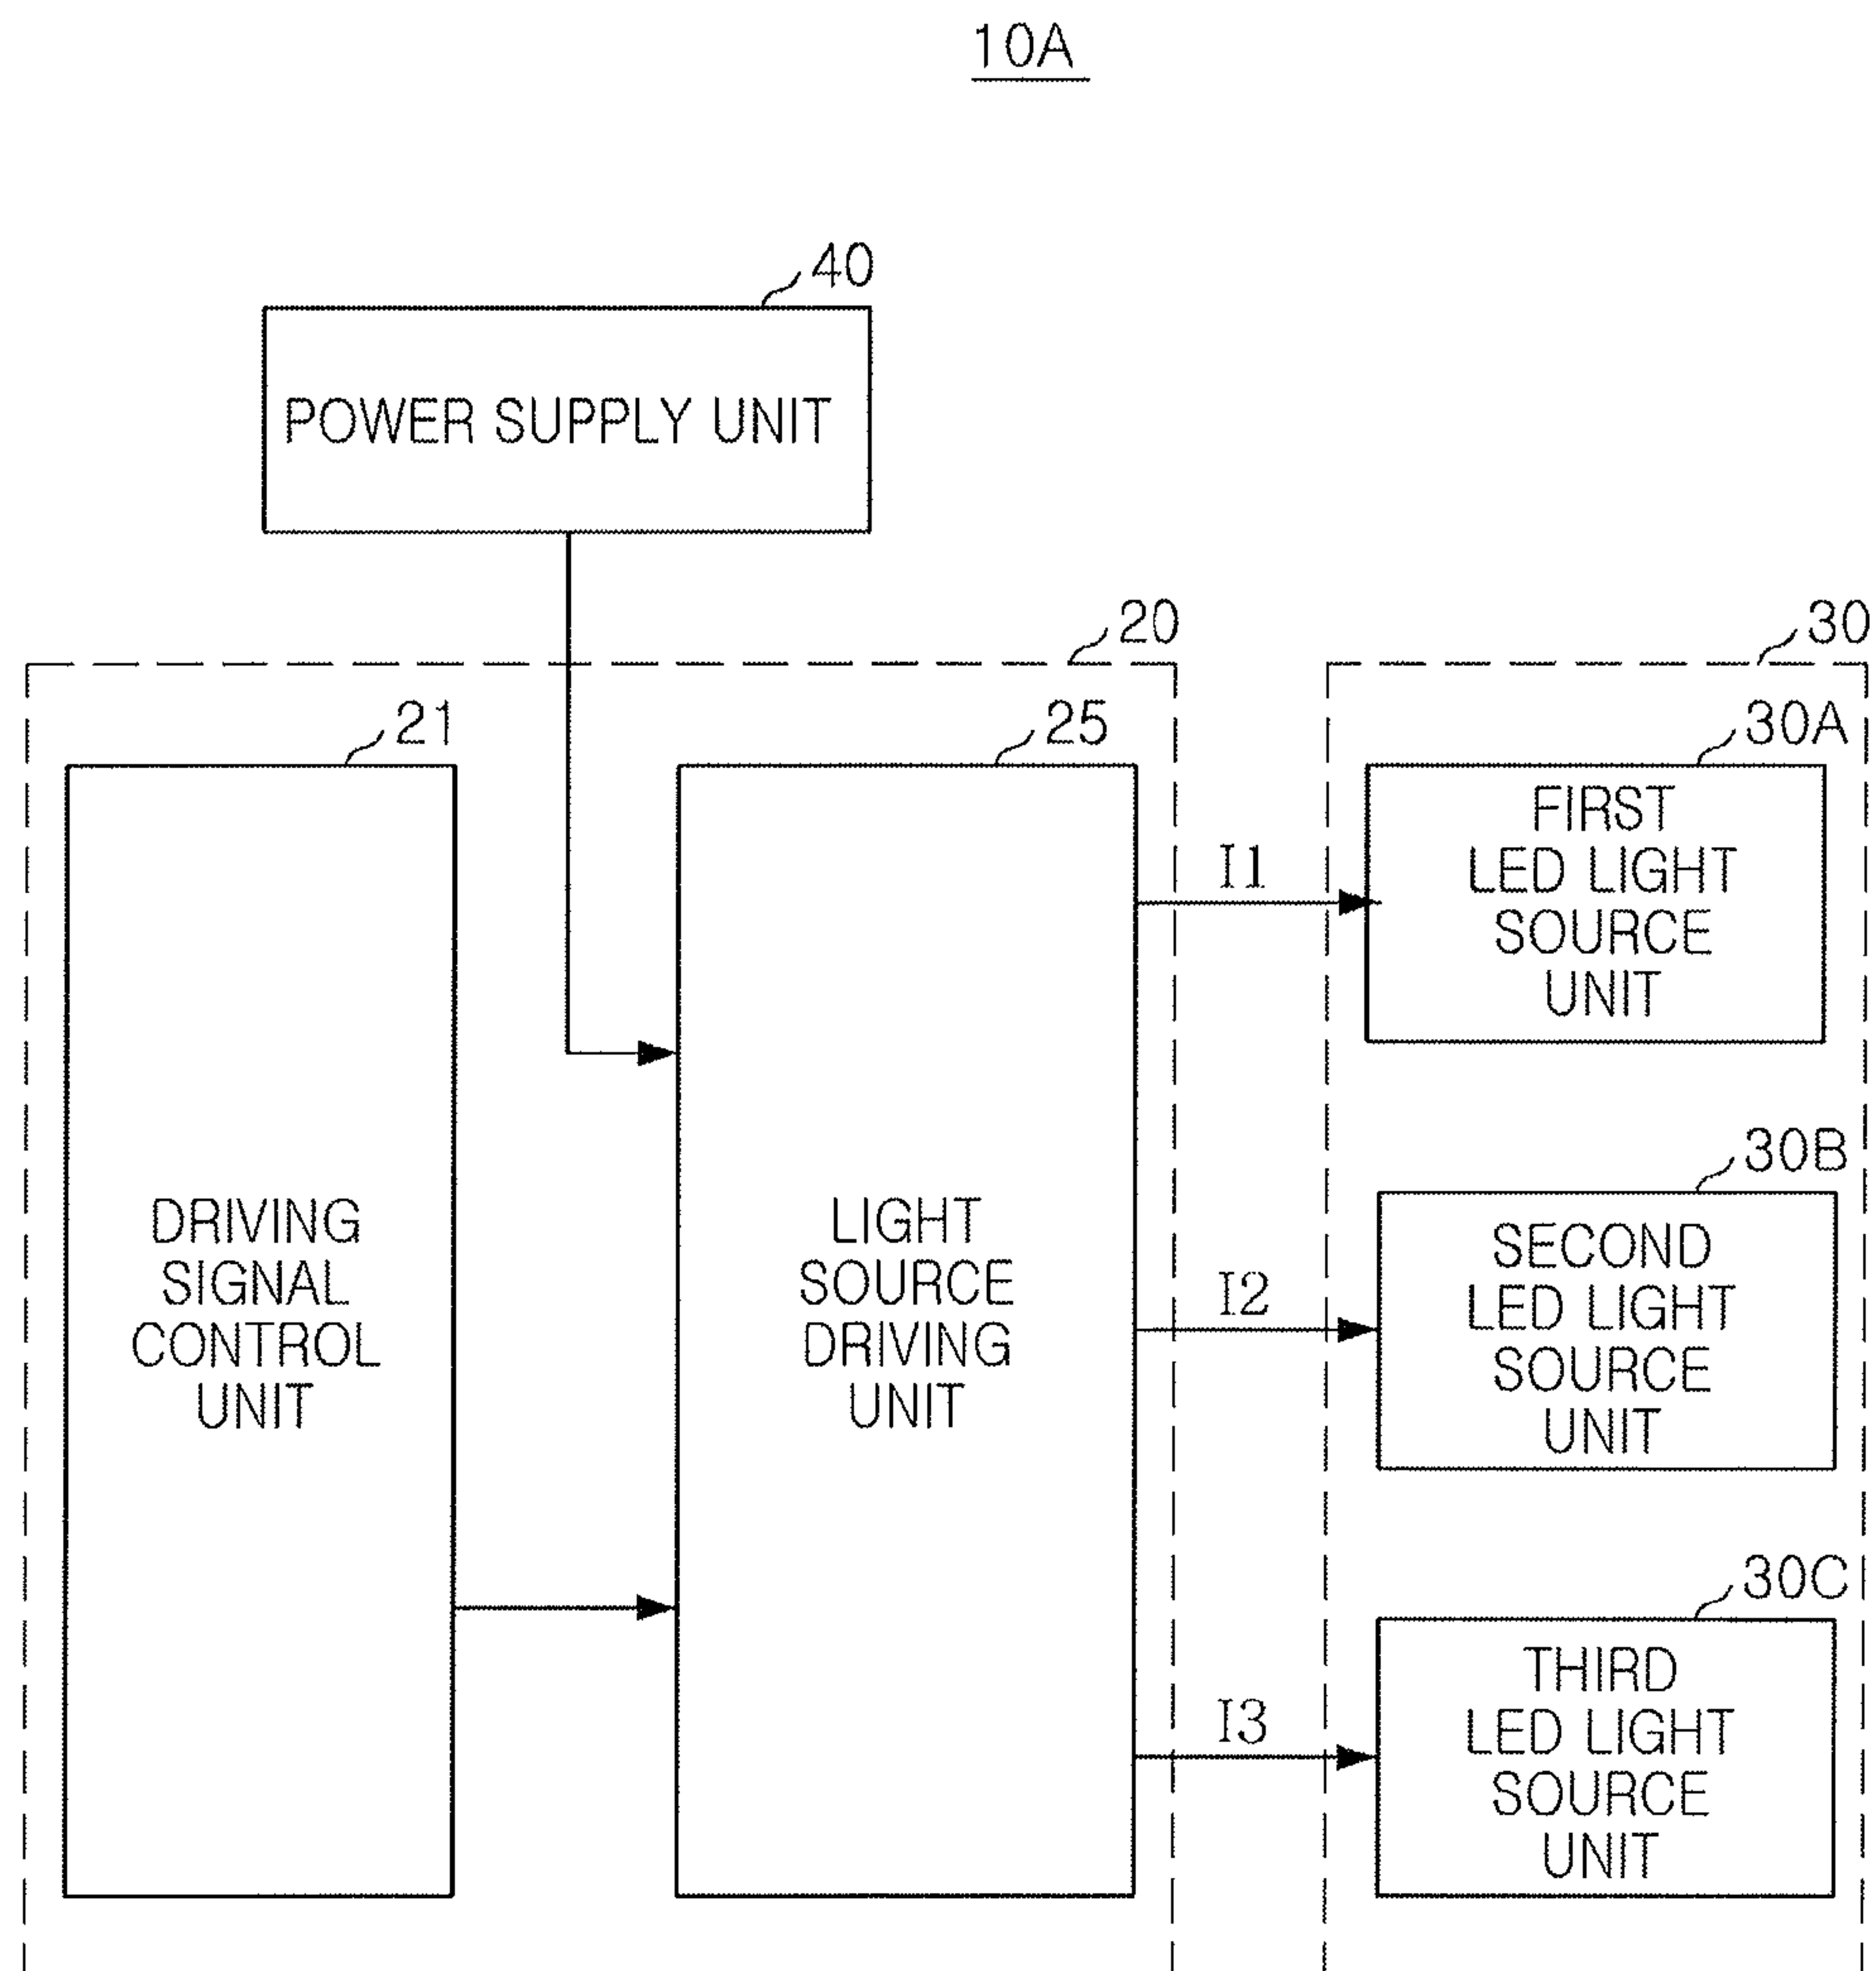 10A
40
POWER SUPPLY UNIT
20
30
21
25
30A
DRIVING
SIGNAL
CONTROL
UNIT
LIGHT
SOURCE
DRIVING
UNIT
I1
FIRST
LED LIGHT
SOURCE
UNIT
30B
I2
SECOND
LED LIGHT
SOURCE
UNIT
30C
I3
THIRD
LED LIGHT
SOURCE
UNIT